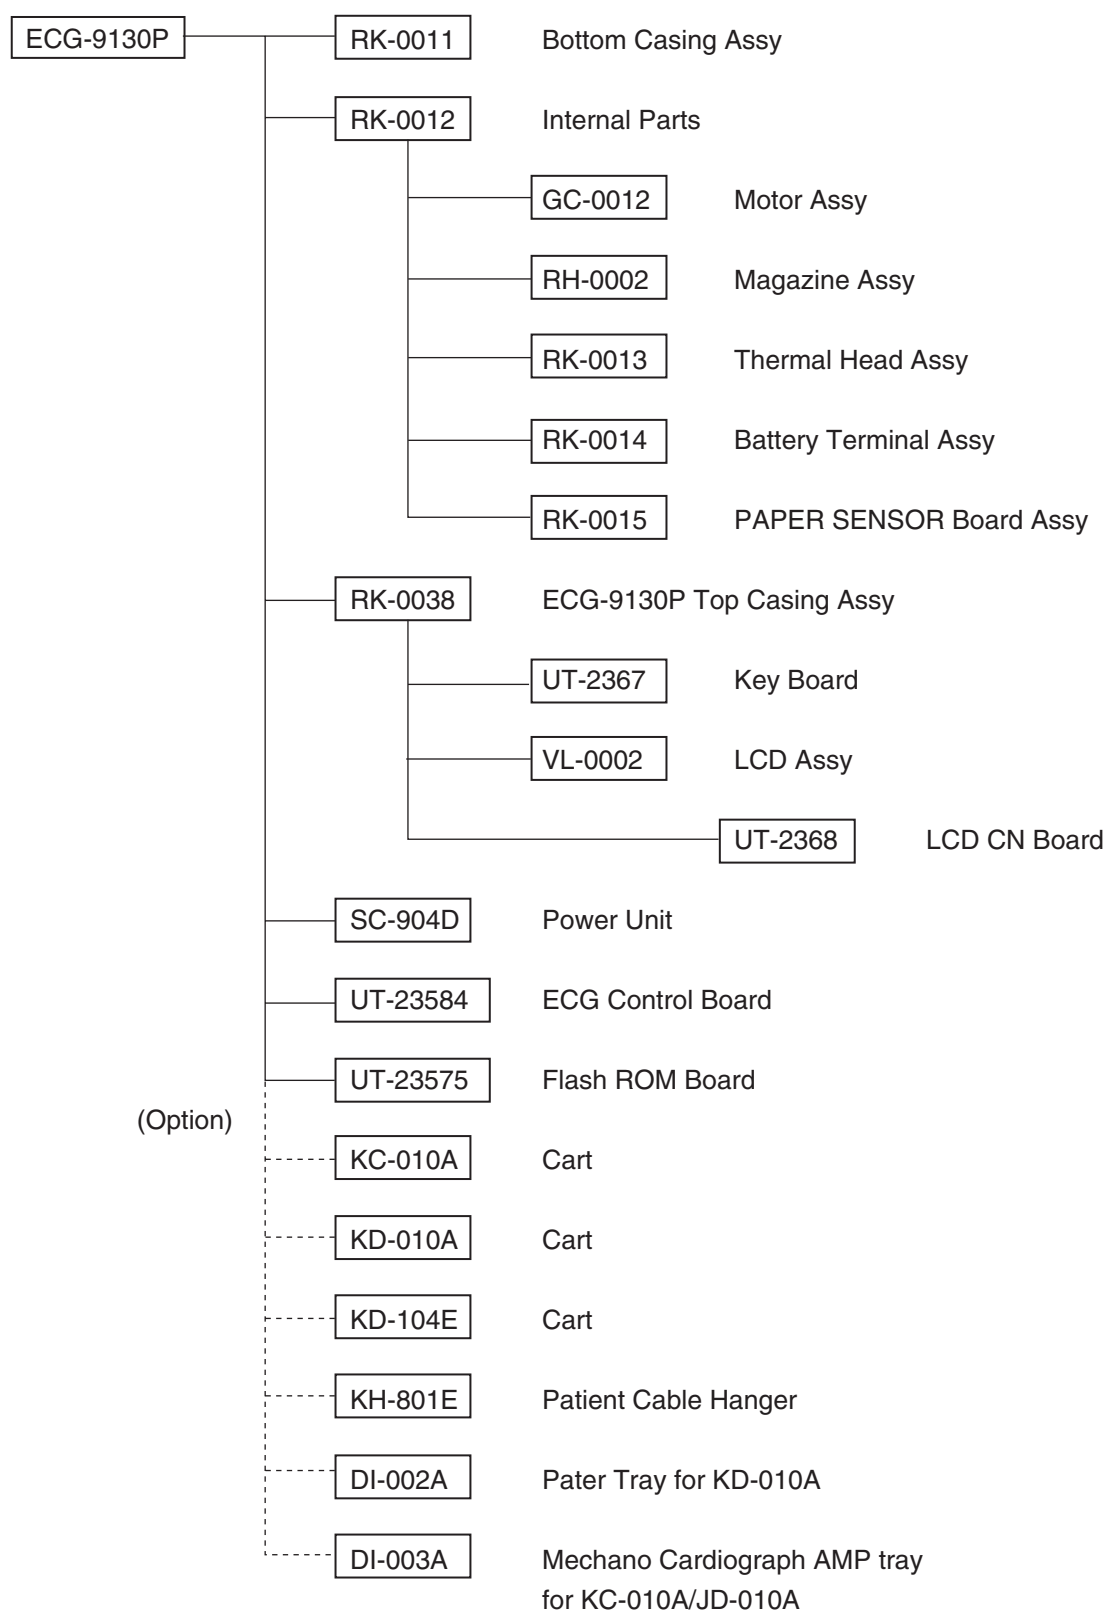 ECG-9130P RK-0011 Bottom Casing Assy
RK-0012 Internal Parts
GC-0012 Motor Assy
RH-0002 Magazine Assy
RK-0013 Thermal Head Assy
RK-0014 Battery Terminal Assy
RK-0015 PAPER SENSOR Board Assy
RK-0038 ECG-9130P Top Casing Assy
UT-2367 Key Board
VL-0002 LCD Assy
UT-2368 LCD CN Board
SC-904D Power Unit
UT-23584 ECG Control Board
UT-23575 Flash ROM Board
(Option)
KC-010A Cart
KD-010A Cart
KD-104E Cart
KH-801E Patient Cable Hanger
DI-002A Pater Tray for KD-010A
DI-003A Mechano Cardiograph AMP tray
for KC-010A/JD-010A